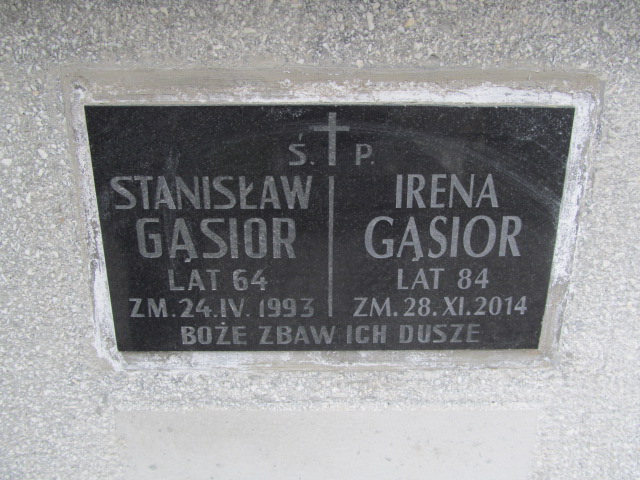 Ś. P.
STANISŁAW
GĄSIOR
LAT 64
ZM. 24. IV. 1993
IRENA
GĄSIOR
LAT 84
ZM. 28. XI. 2014
BOŻE ZBAW ICH DUSZE